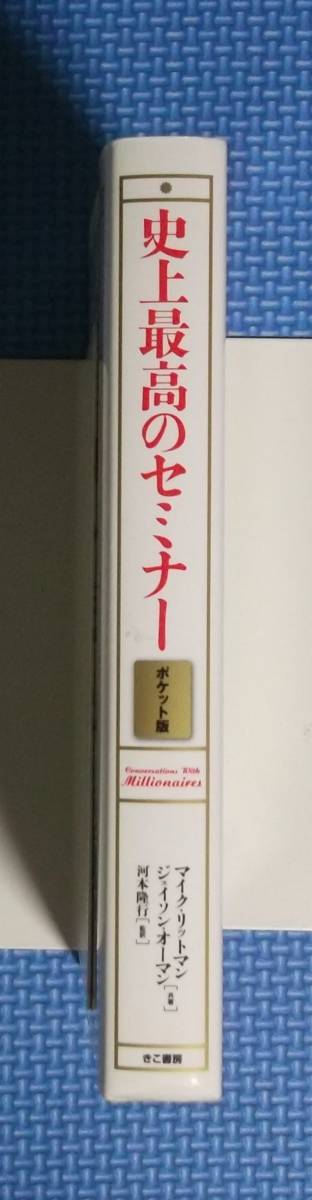 史上最高のセミナー
ポケット版
Conversations With
Millionaires
マイク・リットマン
ジェイソン・オーマン[共著]
河本隆行[監訳]
きこ書房